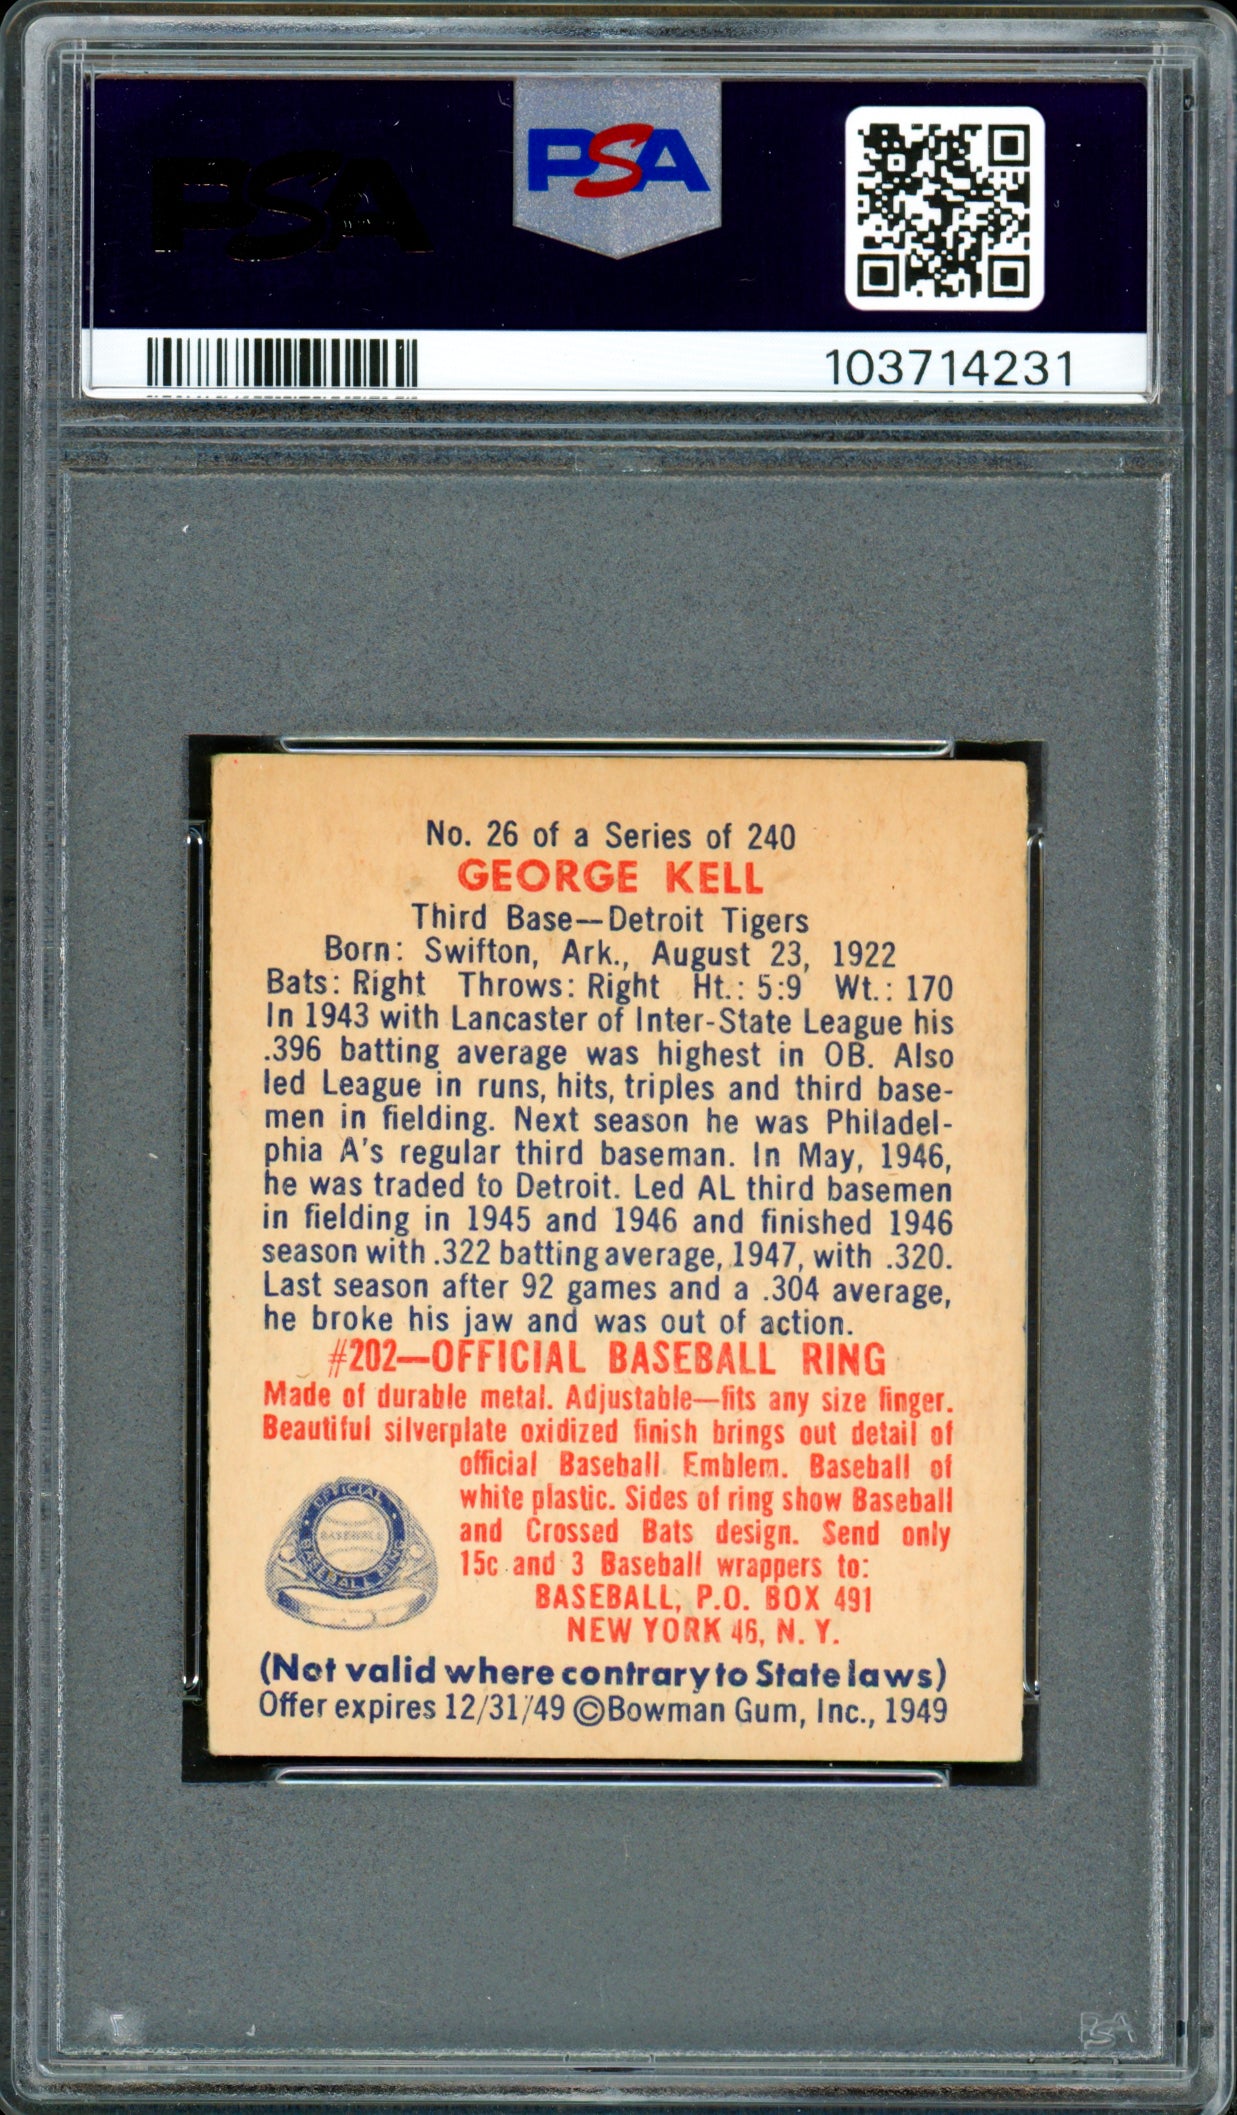 PSA
PSA
103714231
No. 26 of a Series of 240
GEORGE KELL
Third Base—Detroit Tigers
Born: Swifton, Ark., August 23, 1922
Bats: Right Throws: Right Ht.: 5:9 Wt.: 170
In 1943 with Lancaster of Inter-State League his
.396 batting average was highest in OB. Also
led League in runs, hits, triples and third base-
men in fielding. Next season he was Philadel-
phia A's regular third baseman. In May, 1946,
he was traded to Detroit. Led AL third basemen
in fielding in 1945 and 1946 and finished 1946
season with .322 batting average, 1947, with .320.
Last season after 92 games and a .304 average,
he broke his jaw and was out of action.
#202—OFFICIAL BASEBALL RING
Made of durable metal. Adjustable—fits any size finger.
Beautiful silverplate oxidized finish brings out detail of
official Baseball Emblem. Baseball of
white plastic. Sides of ring show Baseball
and Crossed Bats design. Send only
15c and 3 Baseball wrappers to:
BASEBALL, P.O. BOX 491
NEW YORK 46, N. Y.
OFFICIAL
BASEBALL
BASEBALL RING
(Not valid where contrary to State laws)
Offer expires 12/31/49 ©Bowman Gum, Inc., 1949
PSA